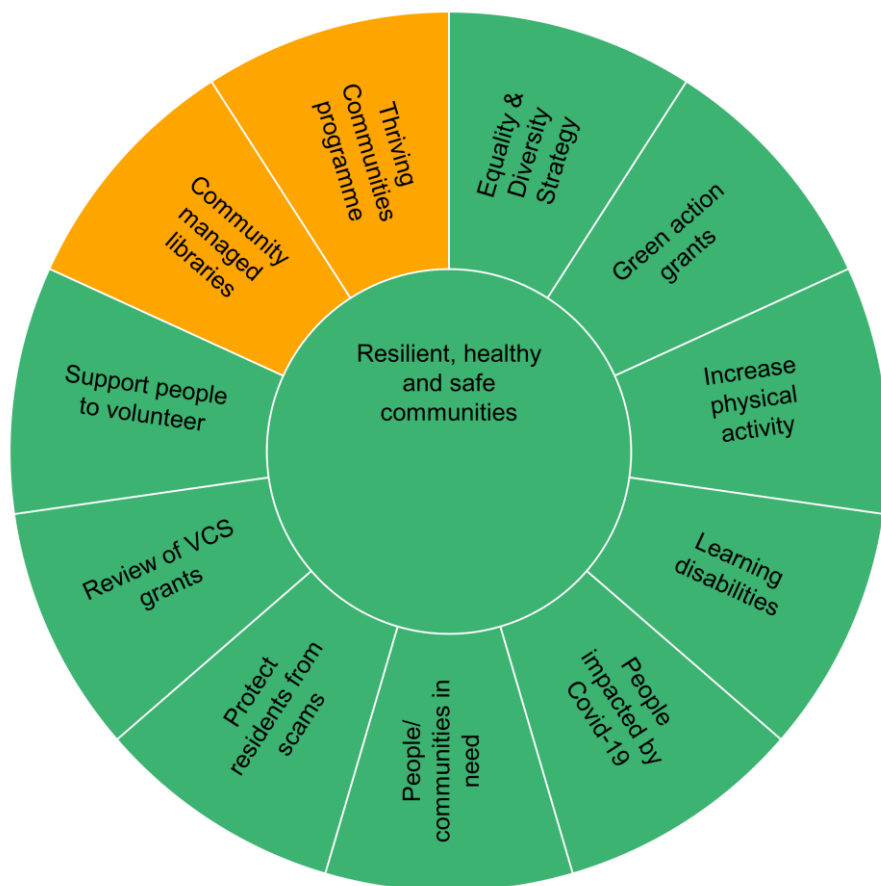 Resilient, healthy
and safe
communities
Equality &
Diversity
Strategy
Green action
grants
Increase
physical
activity
Learning
disabilities
People
impacted by
Covid-19
People/
communities in
need
Protect
residents from
scams
Review of VCS
grants
Support people
to volunteer
Community
managed
libraries
Thriving
Communities
programme